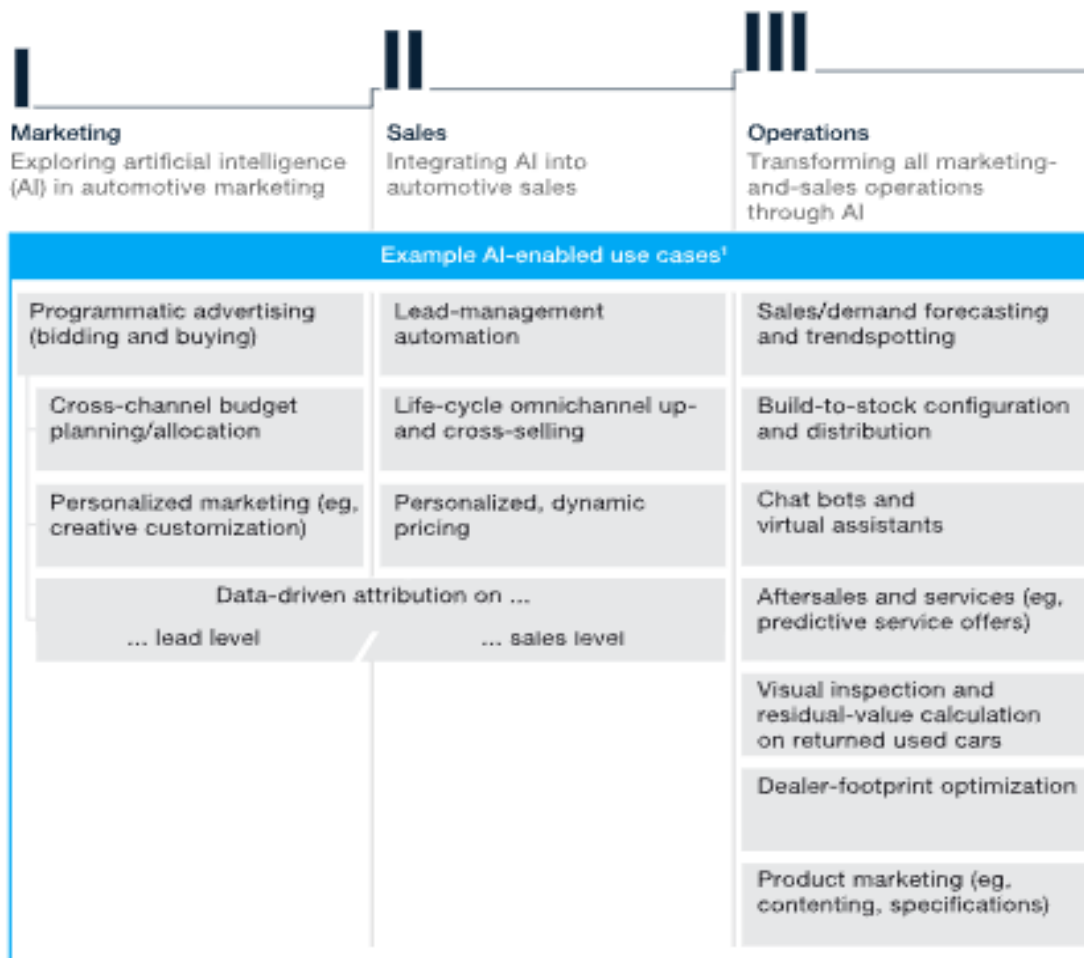 I
Marketing
Exploring artificial intelligence
(AI) in automotive marketing
II
Sales
Integrating AI into
automotive sales
III
Operations
Transforming all marketing-
and-sales operations
through AI
Example AI-enabled use cases¹
Programmatic advertising
(bidding and buying)
Cross-channel budget
planning/allocation
Personalized marketing (eg,
creative customization)
Lead-management
automation
Life-cycle omnichannel up-
and cross-selling
Personalized, dynamic
pricing
Data-driven attribution on ...
... lead level
... sales level
Sales/demand forecasting
and trendspotting
Build-to-stock configuration
and distribution
Chat bots and
virtual assistants
Aftersales and services (eg,
predictive service offers)
Visual inspection and
residual-value calculation
on returned used cars
Dealer-footprint optimization
Product marketing (eg,
contenting, specifications)